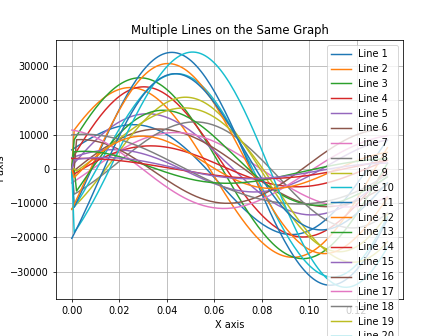 Multiple Lines on the Same Graph
30000
20000
10000
0
−10000
−20000
−30000
0.00
0.02
0.04
0.06
0.08
0.10
X axis
Line 1
Line 2
Line 3
Line 4
Line 5
Line 6
Line 7
Line 8
Line 9
Line 10
Line 11
Line 12
Line 13
Line 14
Line 15
Line 16
Line 17
Line 18
Line 19
Line 20